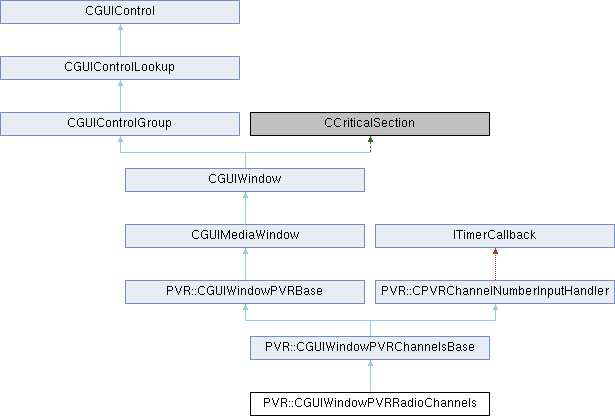 CGUIControl
CGUIControlLookup
CGUIControlGroup
CCriticalSection
CGUIWindow
CGUIMediaWindow
ITimerCallback
PVR::CGUIWindowPVRBase
PVR::CPVRChannelNumberInputHandler
PVR::CGUIWindowPVRChannelsBase
PVR::CGUIWindowPVRRadioChannels